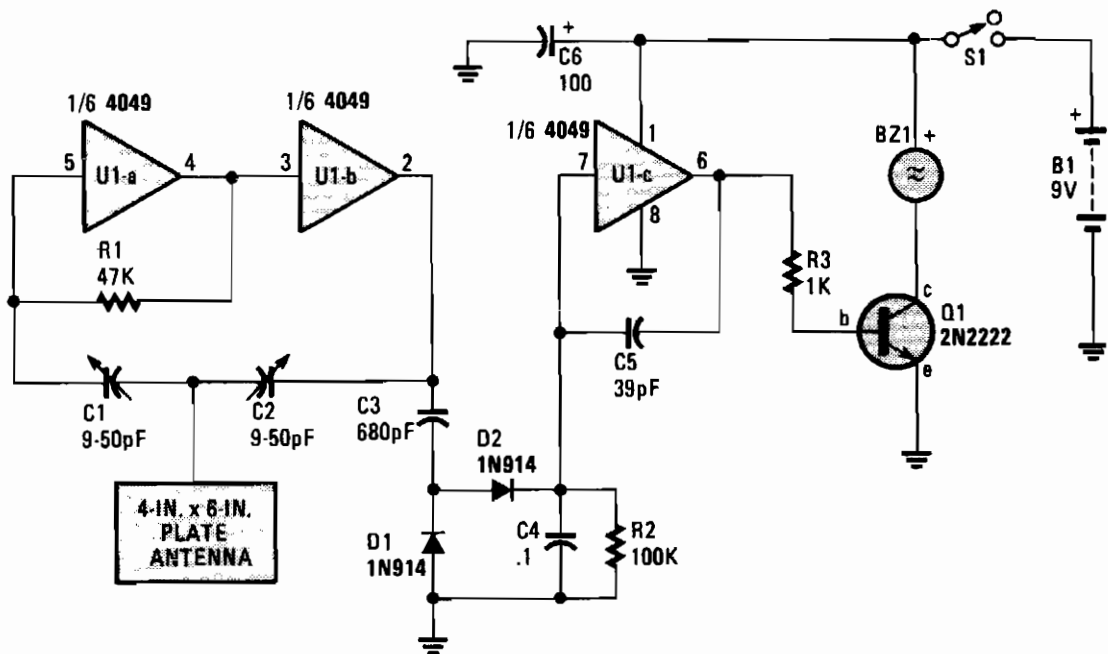 1/6 4049
5
4
U1-a
R1
47K
1/6 4049
3
2
U1-b
C1
9-50pF
C2
9-50pF
4-IN. x 6-IN.
PLATE
ANTENNA
C3
680pF
D1
1N914
D2
1N914
C4
.1
R2
100K
+
C6
100
1/6 4049
7
1
6
U1-c
8
C5
39pF
R3
1K
BZ1
+
≈
b
c
e
Q1
2N2222
S1
+
B1
9V